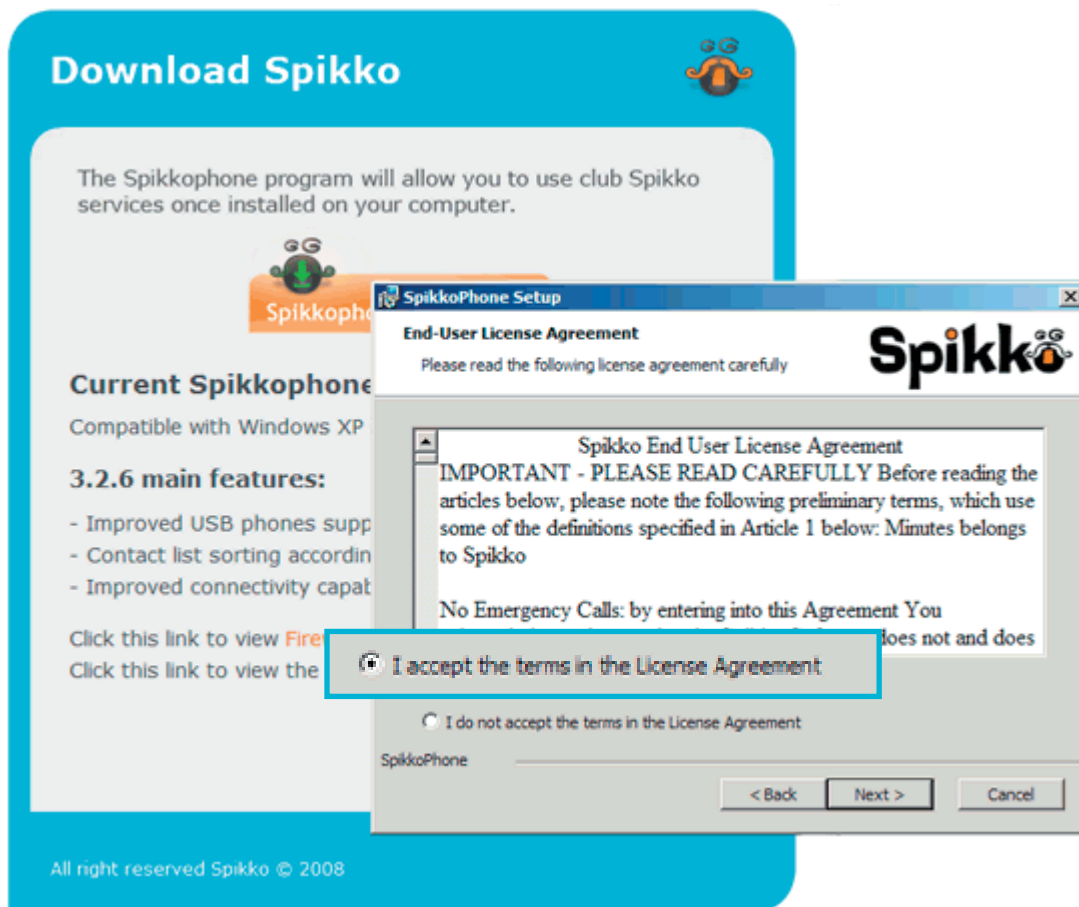 Download Spikko
The Spikkophone program will allow you to use club Spikko
services once installed on your computer.
Current Spikkophone
Compatible with Windows XP
3.2.6 main features:
- Improved USB phones
- Contact list sorting
- Improved connectivity
Click this link to view
Click this link to view the
All right reserved Spikko © 2008
SpikkoPhone Setup
End-User License Agreement
Please read the following license agreement carefully
Spikko
Spikko End User License Agreement
IMPORTANT - PLEASE READ CAREFULLY Before reading the
articles below, please note the following preliminary terms, which use
some of the definitions specified in Article 1 below: Minutes belongs
to Spikko
No Emergency Calls: by entering into this Agreement You
does not and does
I accept the terms in the License Agreement
I do not accept the terms in the License Agreement
SpikkoPhone
< Back
Next >
Cancel